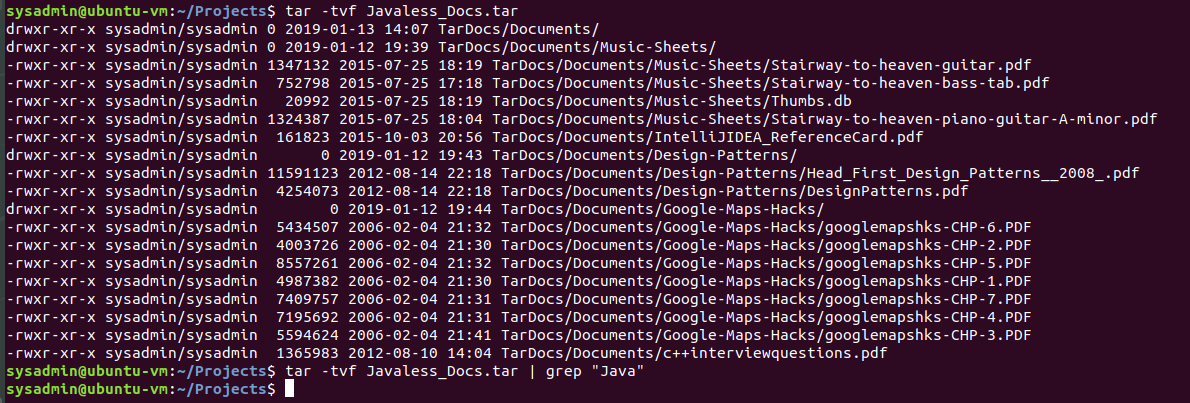 sysadmin@ubuntu-vm:~/Projects$ tar -tvf Javaless_Docs.tar
drwxr-xr-x sysadmin/sysadmin 0 2019-01-13 14:07 TarDocs/Documents/
drwxr-xr-x sysadmin/sysadmin 0 2019-01-12 19:39 TarDocs/Documents/Music-Sheets/
-rwxr-xr-x sysadmin/sysadmin 1347132 2015-07-25 18:19 TarDocs/Documents/Music-Sheets/Stairway-to-heaven-guitar.pdf
-rwxr-xr-x sysadmin/sysadmin  752798 2015-07-25 17:18 TarDocs/Documents/Music-Sheets/Stairway-to-heaven-bass-tab.pdf
-rwxr-xr-x sysadmin/sysadmin   20992 2015-07-25 18:19 TarDocs/Documents/Music-Sheets/Thumbs.db
-rwxr-xr-x sysadmin/sysadmin 1324387 2015-07-25 18:04 TarDocs/Documents/Music-Sheets/Stairway-to-heaven-piano-guitar-A-minor.pdf
-rwxr-xr-x sysadmin/sysadmin  161823 2015-10-03 20:56 TarDocs/Documents/IntelliJIDEA_ReferenceCard.pdf
drwxr-xr-x sysadmin/sysadmin       0 2019-01-12 19:43 TarDocs/Documents/Design-Patterns/
-rwxr-xr-x sysadmin/sysadmin 11591123 2012-08-14 22:18 TarDocs/Documents/Design-Patterns/Head_First_Design_Patterns__2008_.pdf
-rwxr-xr-x sysadmin/sysadmin  4254073 2012-08-14 22:18 TarDocs/Documents/Design-Patterns/DesignPatterns.pdf
drwxr-xr-x sysadmin/sysadmin        0 2019-01-12 19:44 TarDocs/Documents/Google-Maps-Hacks/
-rwxr-xr-x sysadmin/sysadmin  5434507 2006-02-04 21:32 TarDocs/Documents/Google-Maps-Hacks/googlemapshks-CHP-6.PDF
-rwxr-xr-x sysadmin/sysadmin  4003726 2006-02-04 21:30 TarDocs/Documents/Google-Maps-Hacks/googlemapshks-CHP-2.PDF
-rwxr-xr-x sysadmin/sysadmin  8557261 2006-02-04 21:32 TarDocs/Documents/Google-Maps-Hacks/googlemapshks-CHP-5.PDF
-rwxr-xr-x sysadmin/sysadmin  4987382 2006-02-04 21:30 TarDocs/Documents/Google-Maps-Hacks/googlemapshks-CHP-1.PDF
-rwxr-xr-x sysadmin/sysadmin  7409757 2006-02-04 21:31 TarDocs/Documents/Google-Maps-Hacks/googlemapshks-CHP-7.PDF
-rwxr-xr-x sysadmin/sysadmin  7195692 2006-02-04 21:31 TarDocs/Documents/Google-Maps-Hacks/googlemapshks-CHP-4.PDF
-rwxr-xr-x sysadmin/sysadmin  5594624 2006-02-04 21:41 TarDocs/Documents/Google-Maps-Hacks/googlemapshks-CHP-3.PDF
-rwxr-xr-x sysadmin/sysadmin  1365983 2012-08-10 14:04 TarDocs/Documents/c++interviewquestions.pdf
sysadmin@ubuntu-vm:~/Projects$ tar -tvf Javaless_Docs.tar | grep "Java"
sysadmin@ubuntu-vm:~/Projects$